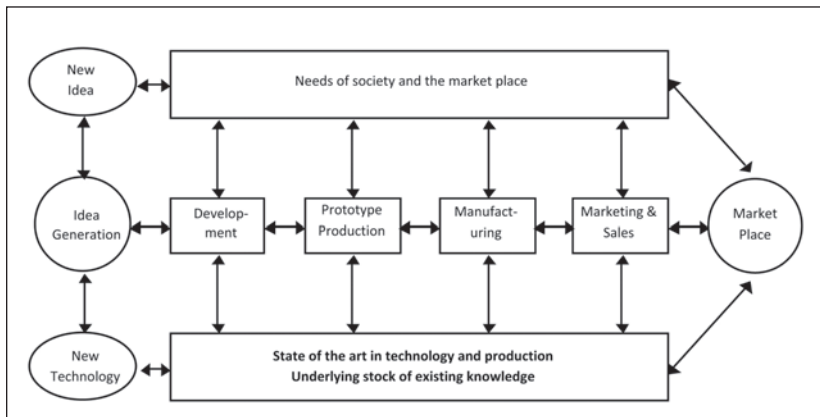 New
Idea
Needs of society and the market place
Idea
Generation
Develop-
ment
Prototype
Production
Manufact-
uring
Marketing &
Sales
Market
Place
New
Technology
State of the art in technology and production
Underlying stock of existing knowledge